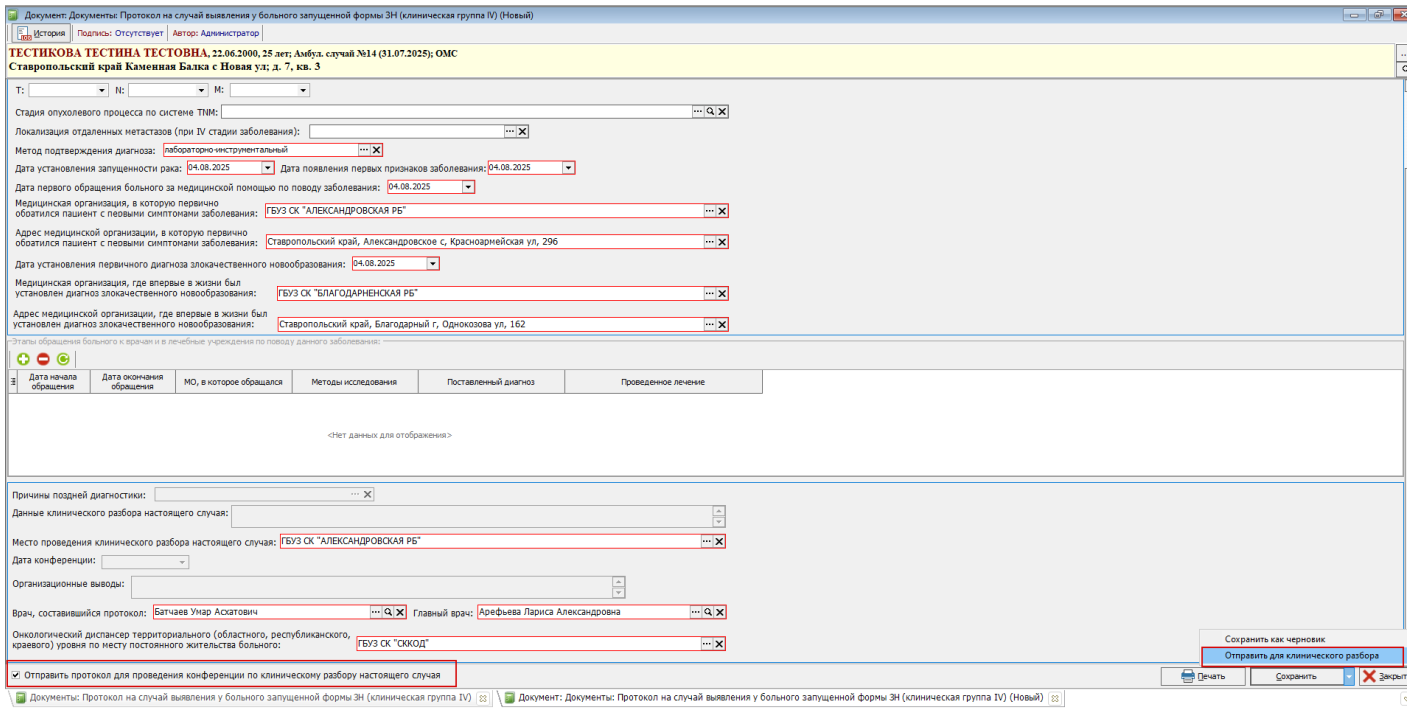 Документ: Документы: Протокол на случай выявления у больного запущенной формы ЗН (клиническая группа IV) (Новый)
История Подпись: Отсутствует Автор: Администратор
ТЕСТИКОВА ТЕСТИНА ТЕСТОВНА, 22.06.2000, 25 лет; Амбул. случай №14 (31.07.2025); ОМС
Ставропольский край Каменная Балка с Новая ул; д. 7, кв. 3
T: N: M:
Стадия опухолевого процесса по системе TNM:
Локализация отдаленных метастазов (при IV стадии заболевания):
Метод подтверждения диагноза: лабораторно-инструментальный
Дата установления запущенности рака: 04.08.2025 Дата появления первых признаков заболевания: 04.08.2025
Дата первого обращения больного за медицинской помощью по поводу заболевания: 04.08.2025
Медицинская организация, в которую первично
обратился пациент с первыми симптомами заболевания: ГБУЗ СК "АЛЕКСАНДРОВСКАЯ РБ"
Адрес медицинской организации, в которую первично
обратился пациент с первыми симптомами заболевания: Ставропольский край, Александровское с, Красноармейская ул, 296
Дата установления первичного диагноза злокачественного новообразования: 04.08.2025
Медицинская организация, где впервые в жизни был
установлен диагноз злокачественного новообразования: ГБУЗ СК "БЛАГОДАРНЕНСКАЯ РБ"
Адрес медицинской организации, где впервые в жизни был
установлен диагноз злокачественного новообразования: Ставропольский край, Благодарный г, Однокозова ул, 162
Этапы обращения больного к врачам и в лечебные учреждения по поводу данного заболевания:
Дата начала обращения Дата окончания обращения МО, в которое обращался Методы исследования Поставленный диагноз Проведенное лечение
<Нет данных для отображения>
Причины поздней диагностики:
Данные клинического разбора настоящего случая:
Место проведения клинического разбора настоящего случая: ГБУЗ СК "АЛЕКСАНДРОВСКАЯ РБ"
Дата конференции:
Организационные выводы:
Врач, составившийся протокол: Батчаев Умар Асхатович Главный врач: Арефьева Лариса Александровна
Онкологический диспансер территориального (областного, республиканского,
краевого) уровня по месту постоянного жительства больного: ГБУЗ СК "СККОД"
Сохранить как черновик
Отправить для клинического разбора
Отправить протокол для проведения конференции по клиническому разбору настоящего случая
Печать Сохранить Закрыть
Документы: Протокол на случай выявления у больного запущенной формы ЗН (клиническая группа IV) Документ: Документы: Протокол на случай выявления у больного запущенной формы ЗН (клиническая группа IV) (Новый)